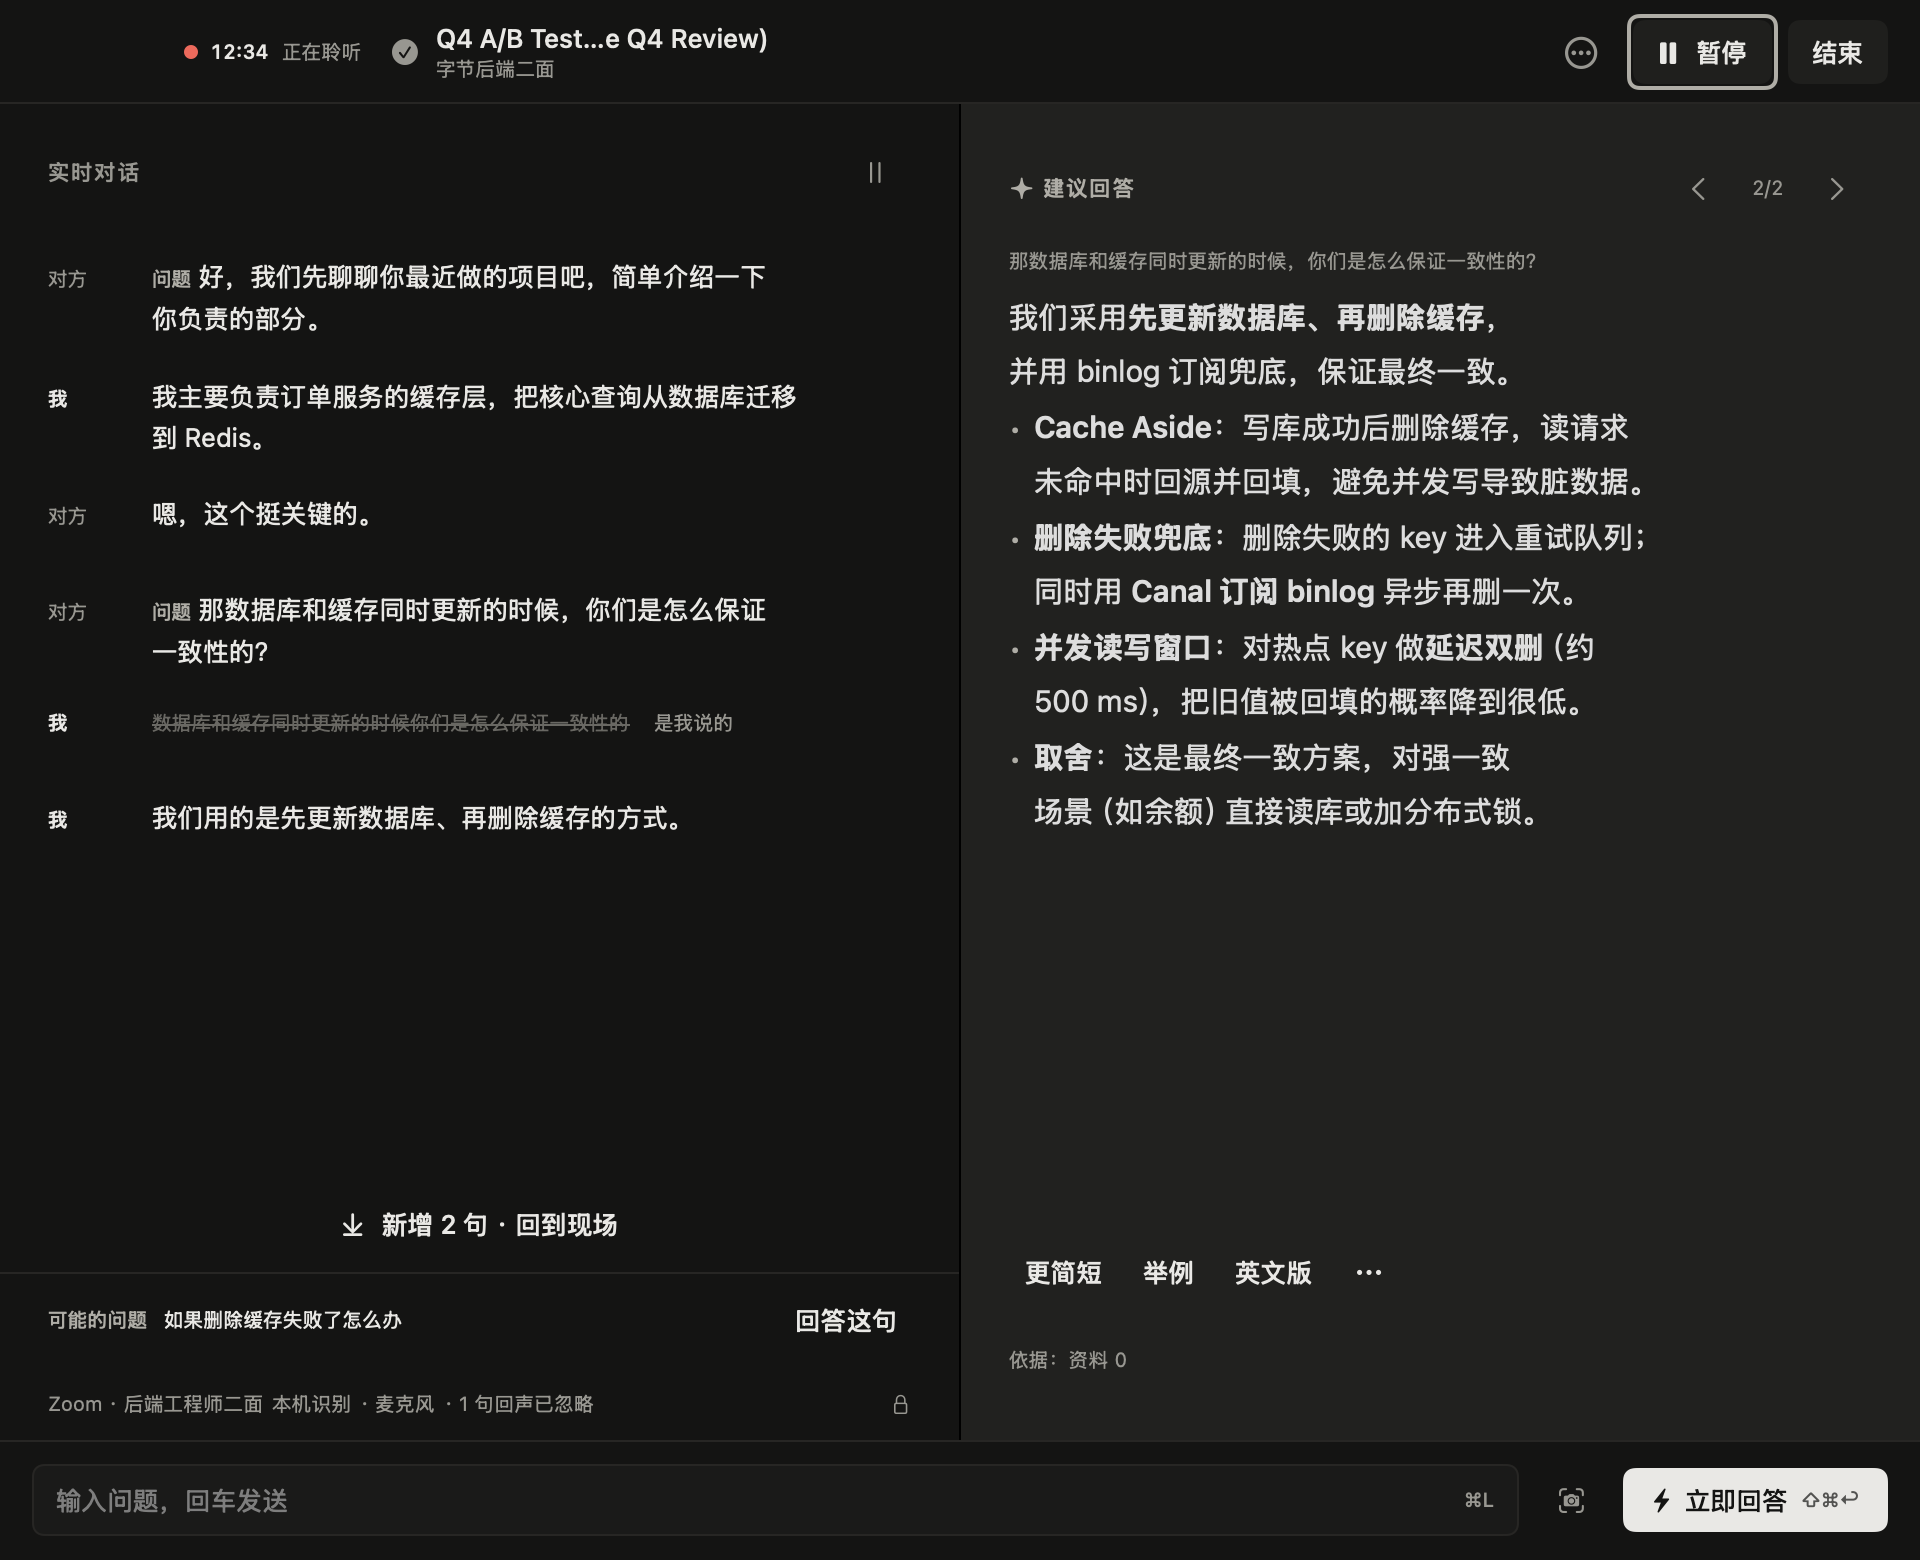 12:34 正在聆听
Q4 A/B Test...e Q4 Review)
字节后端二面
暂停
结束
实时对话
对方
问题 好，我们先聊聊你最近做的项目吧，简单介绍一下
你负责的部分。
我
我主要负责订单服务的缓存层，把核心查询从数据库迁移
到 Redis。
对方
嗯，这个挺关键的。
对方
问题 那数据库和缓存同时更新的时候，你们是怎么保证
一致性的？
我
数据库和缓存同时更新的时候你们是怎么保证一致性的 是我说的
我
我们用的是先更新数据库、再删除缓存的方式。
新增 2 句 · 回到现场
可能的问题 如果删除缓存失败了怎么办
回答这句
Zoom · 后端工程师二面 本机识别 · 麦克风 · 1 句回声已忽略
建议回答
2/2
那数据库和缓存同时更新的时候，你们是怎么保证一致性的？
我们采用先更新数据库、再删除缓存，
并用 binlog 订阅兜底，保证最终一致。
• Cache Aside：写库成功后删除缓存，读请求
未命中时回源并回填，避免并发写导致脏数据。
• 删除失败兜底：删除失败的 key 进入重试队列；
同时用 Canal 订阅 binlog 异步再删一次。
• 并发读写窗口：对热点 key 做延迟双删（约
500 ms），把旧值被回填的概率降到很低。
• 取舍：这是最终一致方案，对强一致
场景（如余额）直接读库或加分布式锁。
更简短 举例 英文版 ···
依据：资料 0
输入问题，回车发送
⌘L
立即回答 ⇧⌘↩